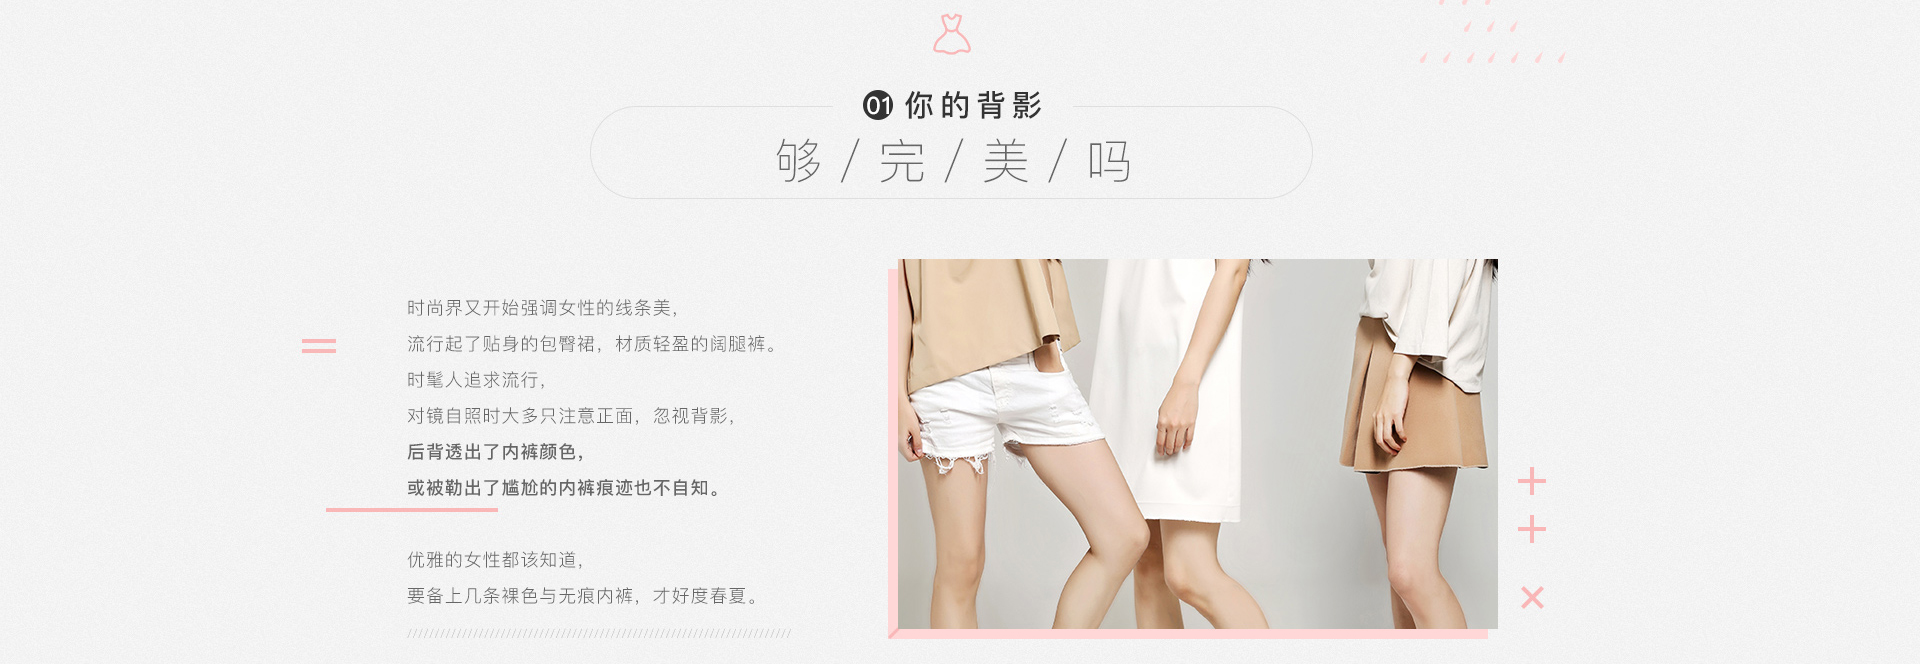 01 你的背影
够/完/美/吗
时尚界又开始强调女性的线条美，
流行起了贴身的包臀裙，材质轻盈的阔腿裤。
时髦人追求流行，
对镜自照时大多只注意正面，忽视背影，
后背透出了内裤颜色，
或被勒出了尴尬的内裤痕迹也不自知。
优雅的女性都该知道，
要备上几条裸色与无痕内裤，才好度春夏。